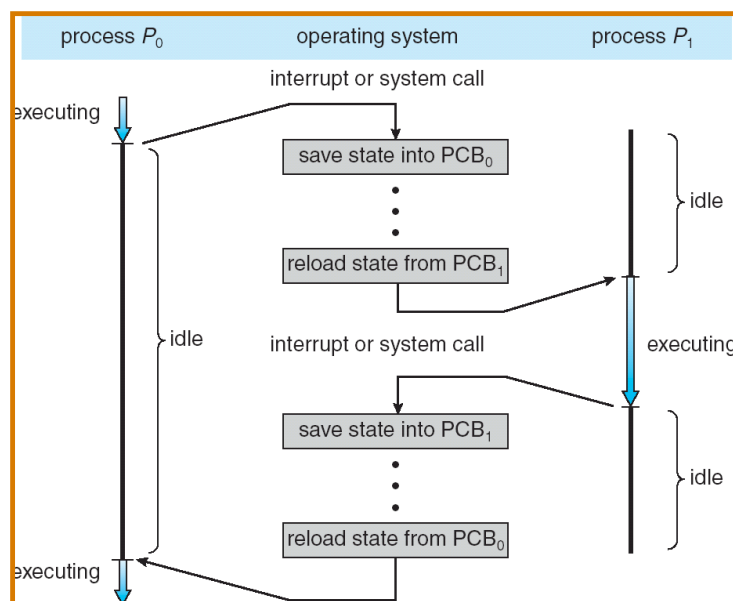 process P₀ operating system process P₁
interrupt or system call
executing
save state into PCB₀
idle
reload state from PCB₁
idle
interrupt or system call
executing
save state into PCB₁
idle
reload state from PCB₀
executing